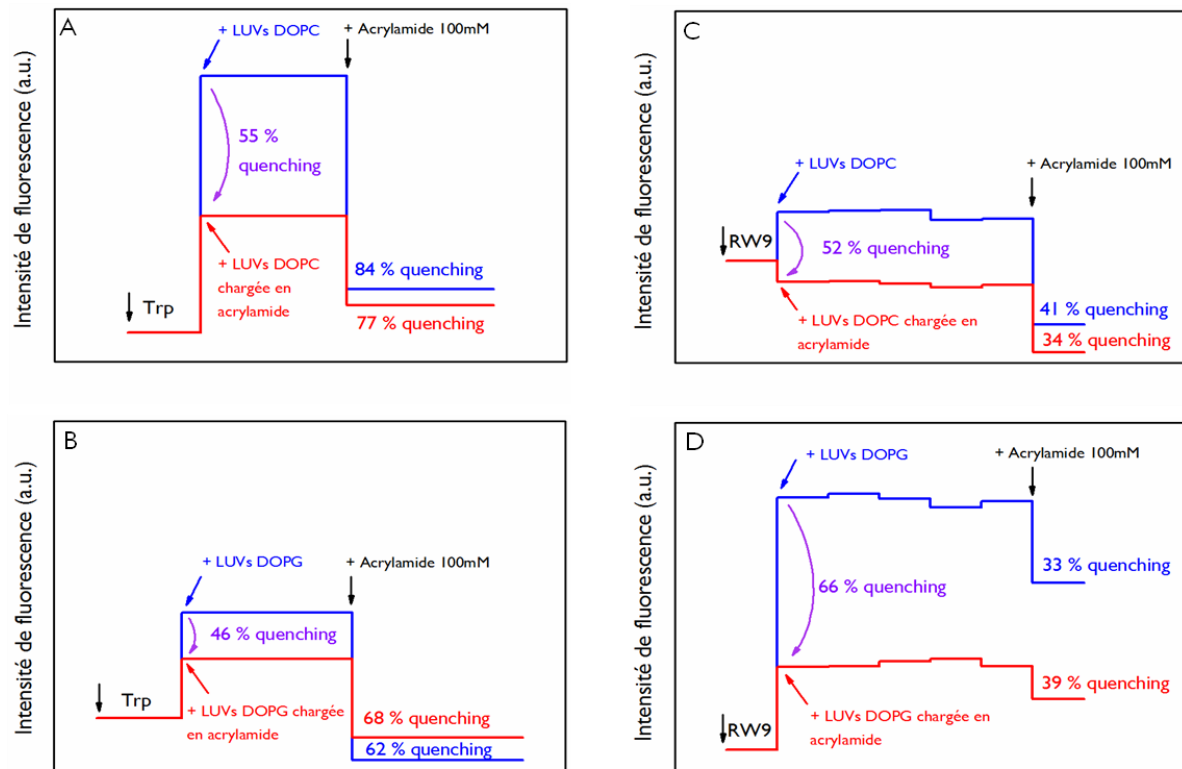 A
Intensité de fluorescence (a.u.)
+ LUVs DOPC
+ Acrylamide 100mM
55 %
quenching
Trp
+ LUVs DOPC
chargée en
acrylamide
84 % quenching
77 % quenching
C
Intensité de fluorescence (a.u.)
+ LUVs DOPC
+ Acrylamide 100mM
RW9
52 % quenching
+ LUVs DOPC chargée en
acrylamide
41 % quenching
34 % quenching
B
Intensité de fluorescence (a.u.)
+ LUVs DOPG
+ Acrylamide 100mM
46 % quenching
Trp
+ LUVs DOPG chargée
en acrylamide
68 % quenching
62 % quenching
D
Intensité de fluorescence (a.u.)
+ LUVs DOPG
+ Acrylamide 100mM
33 % quenching
66 % quenching
39 % quenching
+ LUVs DOPG chargée en
acrylamide
RW9